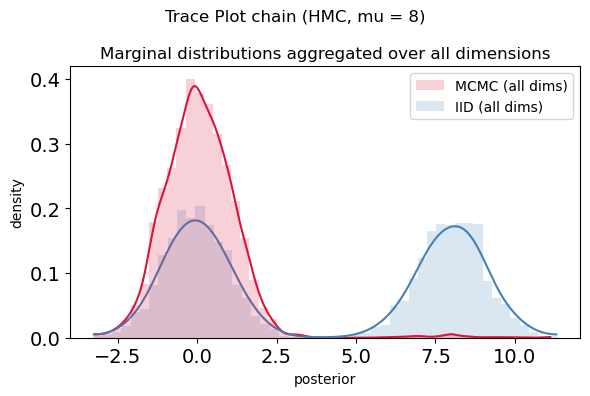 Trace Plot chain (HMC, mu = 8)
Marginal distributions aggregated over all dimensions
MCMC (all dims)
IID (all dims)
density
0.4
0.3
0.2
0.1
0.0
−2.5 0.0 2.5 5.0 7.5 10.0
posterior